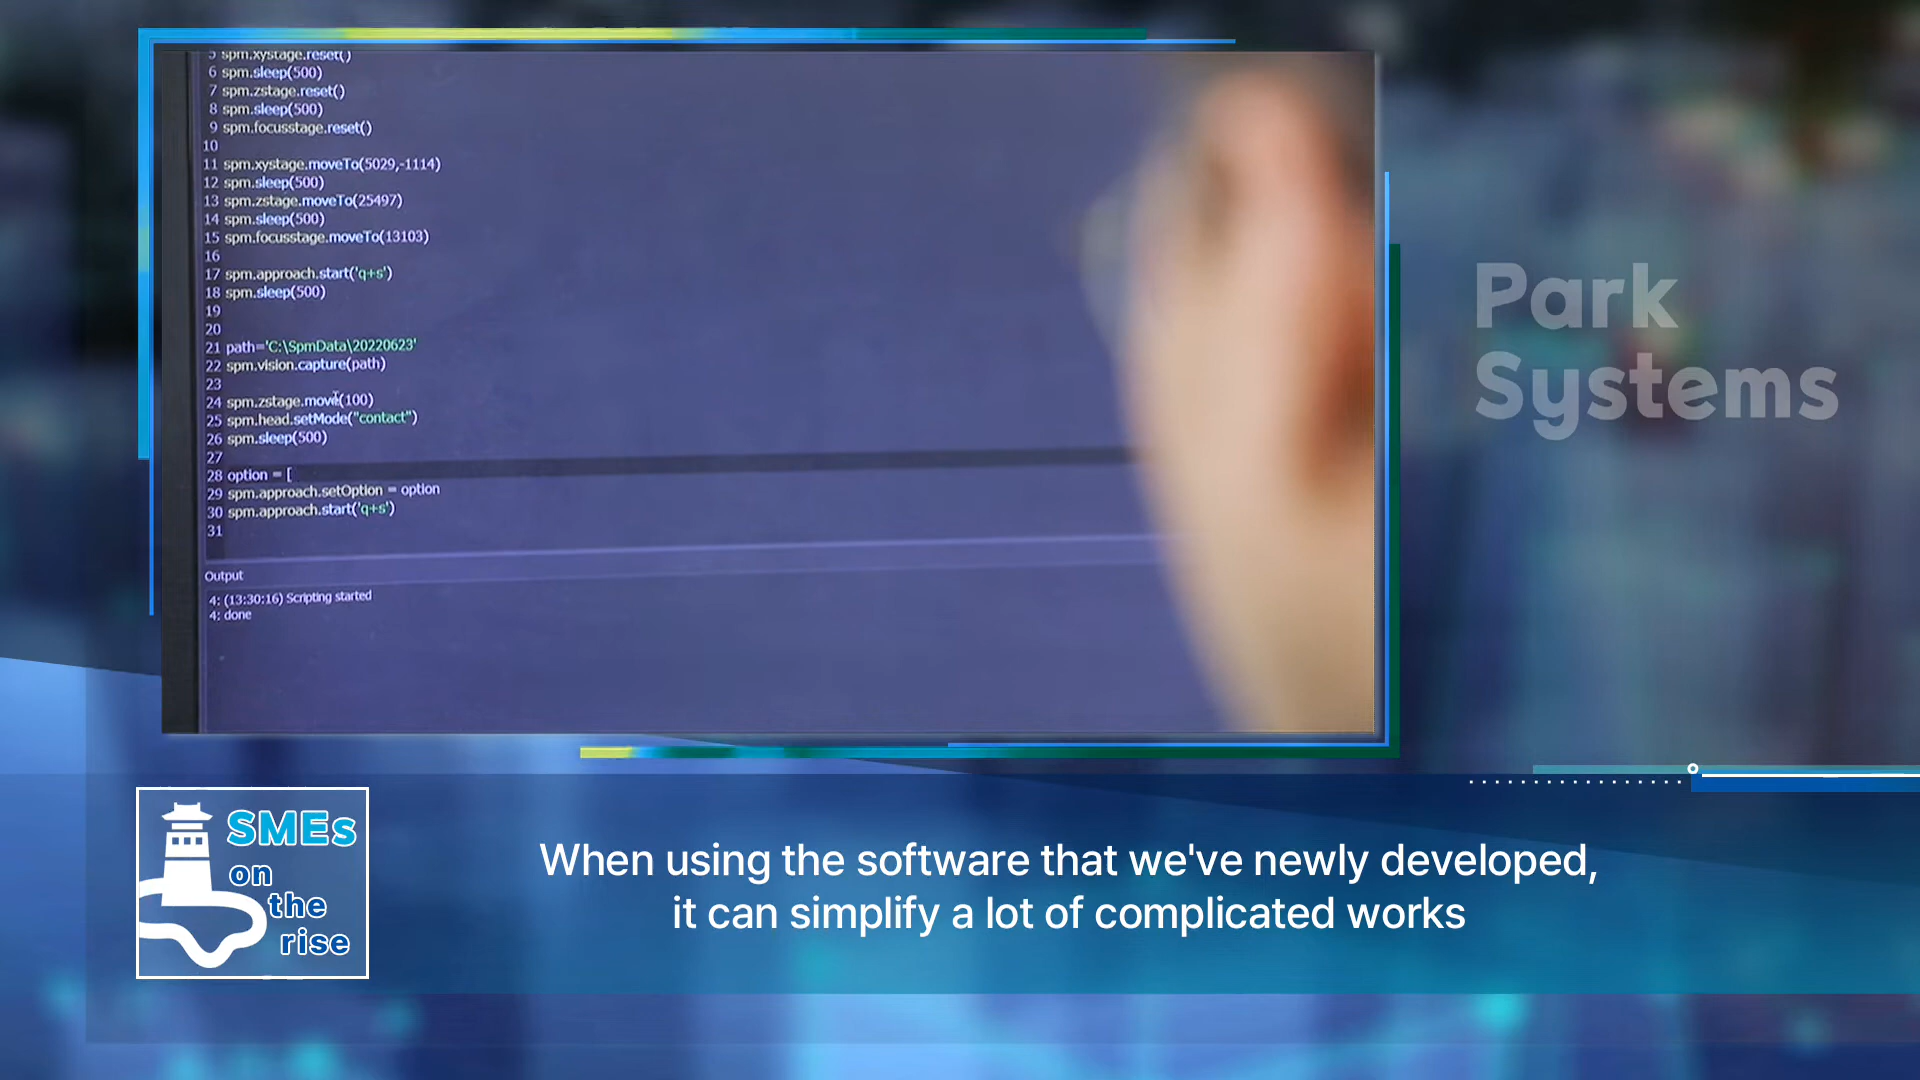 5 spm.xystage.reset()
6 spm.sleep(500)
7 spm.zstage.reset()
8 spm.sleep(500)
9 spm.focusstage.reset()
10
11 spm.xystage.moveTo(5029,-1114)
12 spm.sleep(500)
13 spm.zstage.moveTo(25497)
14 spm.sleep(500)
15 spm.focusstage.moveTo(13103)
16
17 spm.approach.start('q+s')
18 spm.sleep(500)
19
20
21 path='C:\SpmData\20220623'
22 spm.vision.capture(path)
23
24 spm.zstage.move(100)
25 spm.head.setMode("contact")
26 spm.sleep(500)
27
28 option = [
29 spm.approach.setOption = option
30 spm.approach.start('q+s')
31
Output
4: (13:30:16) Scripting started
4: done
Park
Systems
SMEs
on
the
rise
When using the software that we've newly developed,
it can simplify a lot of complicated works